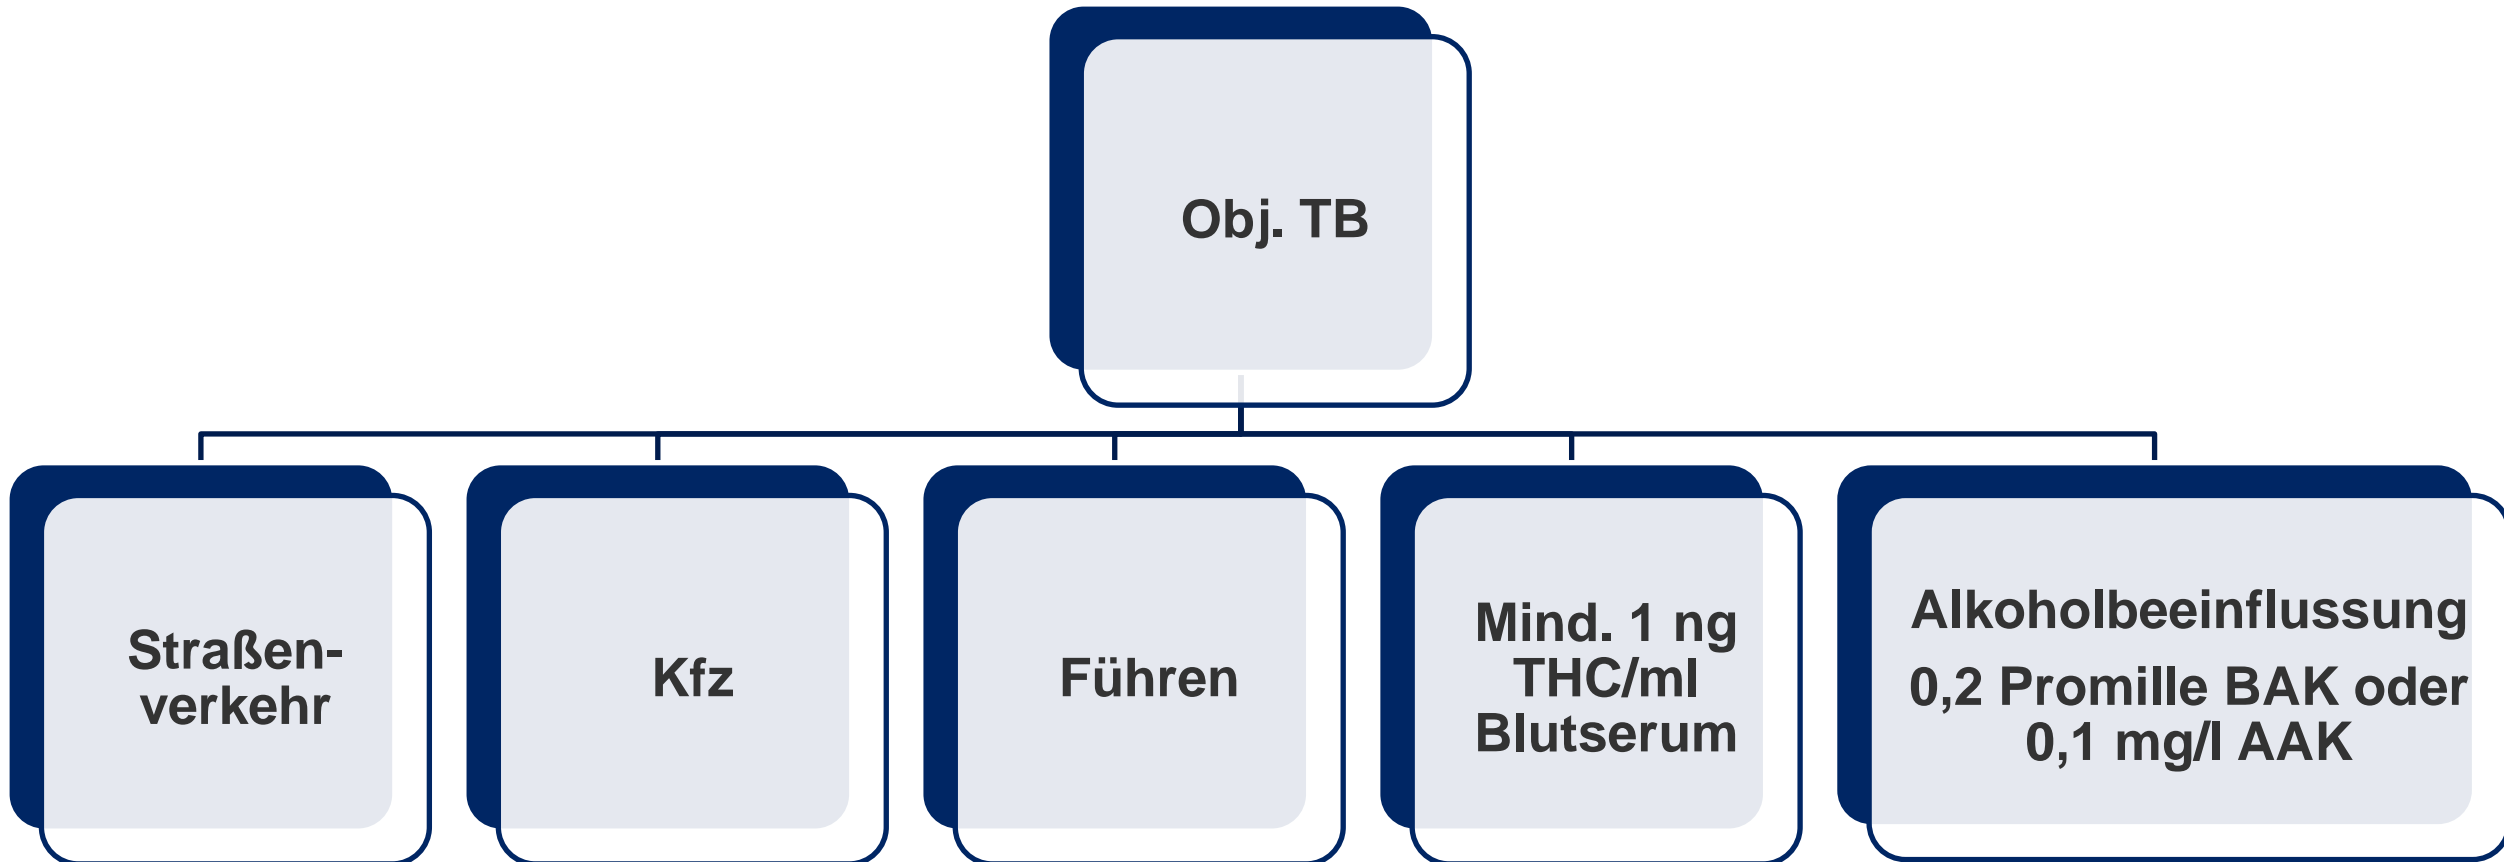 Obj. TB
Straßen-
verkehr
Kfz
Führen
Mind. 1 ng
THC/ml
Blutserum
Alkoholbeeinflussung
0,2 Promille BAK oder
0,1 mg/l AAK